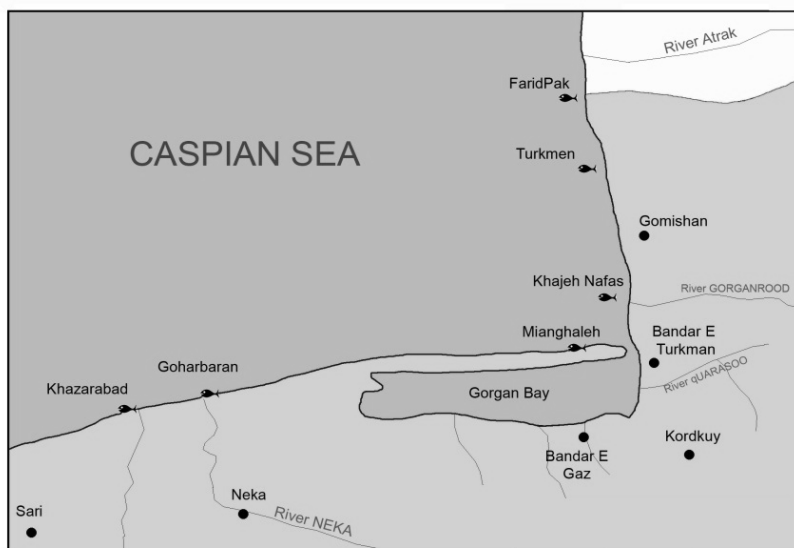 River Atrak
FaridPak
CASPIAN SEA
Turkmen
Gomishan
Khajeh Nafas
River GORGANROOD
Mianghaleh
Bandar E
Turkman
Goharbaran
Khazarabad
Gorgan Bay
River qUARASOO
Kordkuy
Bandar E
Gaz
Neka
Sari
River NEKA